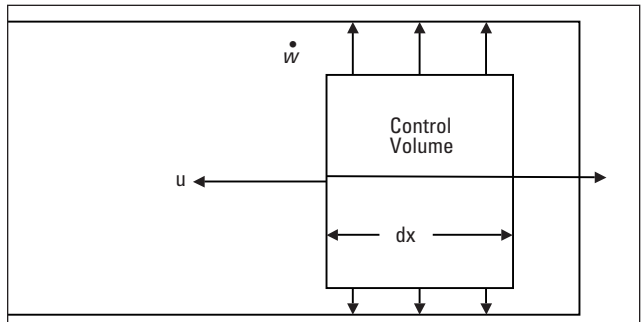 ẇ
Control
Volume
u
dx